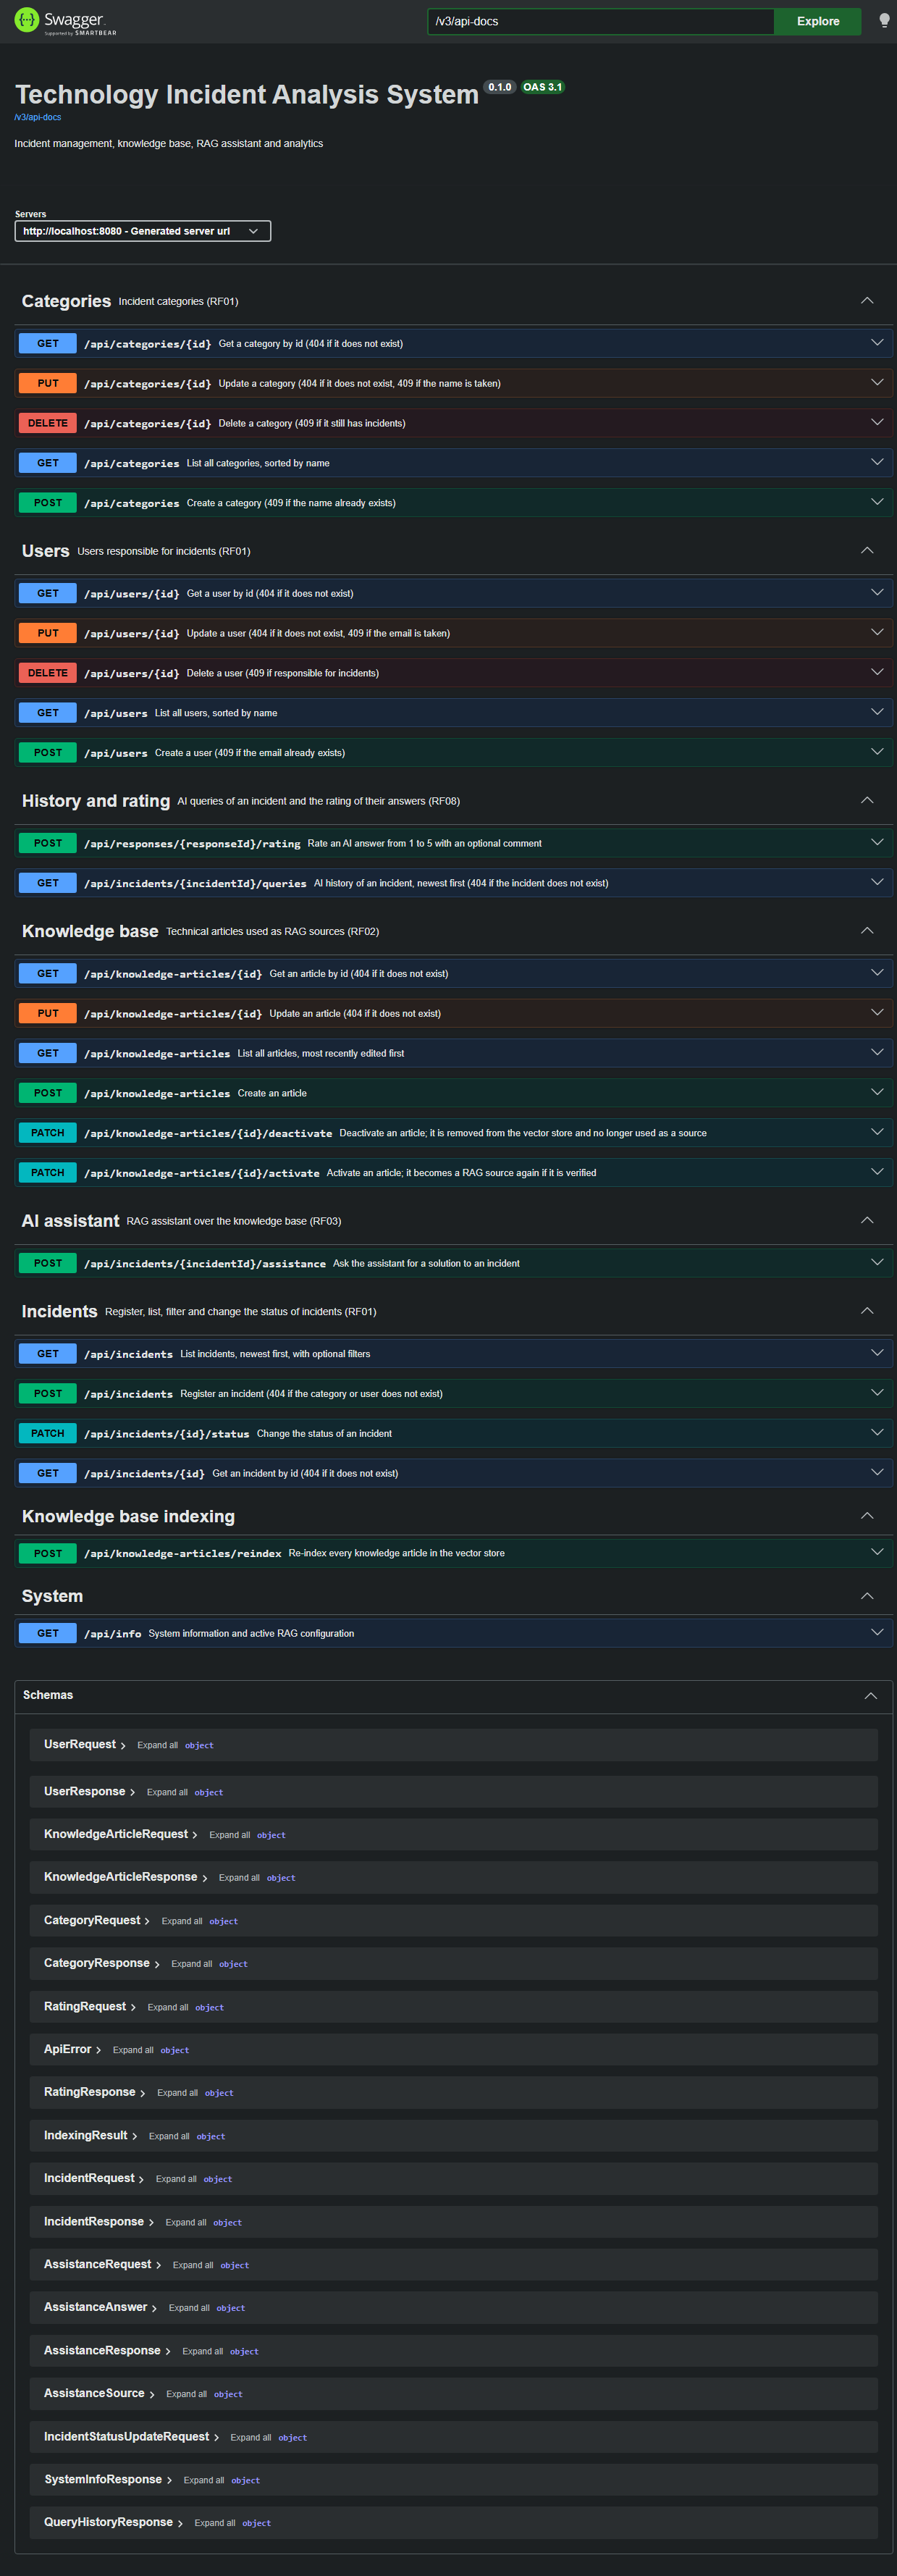 Swagger.
Supported by SMARTBEAR
/v3/api-docs
Explore
Technology Incident Analysis System 0.1.0 OAS 3.1
/v3/api-docs
Incident management, knowledge base, RAG assistant and analytics
Servers
http://localhost:8080 - Generated server url
Categories Incident categories (RF01)
GET /api/categories/{id} Get a category by id (404 if it does not exist)
PUT /api/categories/{id} Update a category (404 if it does not exist, 409 if the name is taken)
DELETE /api/categories/{id} Delete a category (409 if it still has incidents)
GET /api/categories List all categories, sorted by name
POST /api/categories Create a category (409 if the name already exists)
Users Users responsible for incidents (RF01)
GET /api/users/{id} Get a user by id (404 if it does not exist)
PUT /api/users/{id} Update a user (404 if it does not exist, 409 if the email is taken)
DELETE /api/users/{id} Delete a user (409 if responsible for incidents)
GET /api/users List all users, sorted by name
POST /api/users Create a user (409 if the email already exists)
History and rating AI queries of an incident and the rating of their answers (RF08)
POST /api/responses/{responseId}/rating Rate an AI answer from 1 to 5 with an optional comment
GET /api/incidents/{incidentId}/queries AI history of an incident, newest first (404 if the incident does not exist)
Knowledge base Technical articles used as RAG sources (RF02)
GET /api/knowledge-articles/{id} Get an article by id (404 if it does not exist)
PUT /api/knowledge-articles/{id} Update an article (404 if it does not exist)
GET /api/knowledge-articles List all articles, most recently edited first
POST /api/knowledge-articles Create an article
PATCH /api/knowledge-articles/{id}/deactivate Deactivate an article; it is removed from the vector store and no longer used as a source
PATCH /api/knowledge-articles/{id}/activate Activate an article; it becomes a RAG source again if it is verified
AI assistant RAG assistant over the knowledge base (RF03)
POST /api/incidents/{incidentId}/assistance Ask the assistant for a solution to an incident
Incidents Register, list, filter and change the status of incidents (RF01)
GET /api/incidents List incidents, newest first, with optional filters
POST /api/incidents Register an incident (404 if the category or user does not exist)
PATCH /api/incidents/{id}/status Change the status of an incident
GET /api/incidents/{id} Get an incident by id (404 if it does not exist)
Knowledge base indexing
POST /api/knowledge-articles/reindex Re-index every knowledge article in the vector store
System
GET /api/info System information and active RAG configuration
Schemas
UserRequest Expand all object
UserResponse Expand all object
KnowledgeArticleRequest Expand all object
KnowledgeArticleResponse Expand all object
CategoryRequest Expand all object
CategoryResponse Expand all object
RatingRequest Expand all object
ApiError Expand all object
RatingResponse Expand all object
IndexingResult Expand all object
IncidentRequest Expand all object
IncidentResponse Expand all object
AssistanceRequest Expand all object
AssistanceAnswer Expand all object
AssistanceResponse Expand all object
AssistanceSource Expand all object
IncidentStatusUpdateRequest Expand all object
SystemInfoResponse Expand all object
QueryHistoryResponse Expand all object